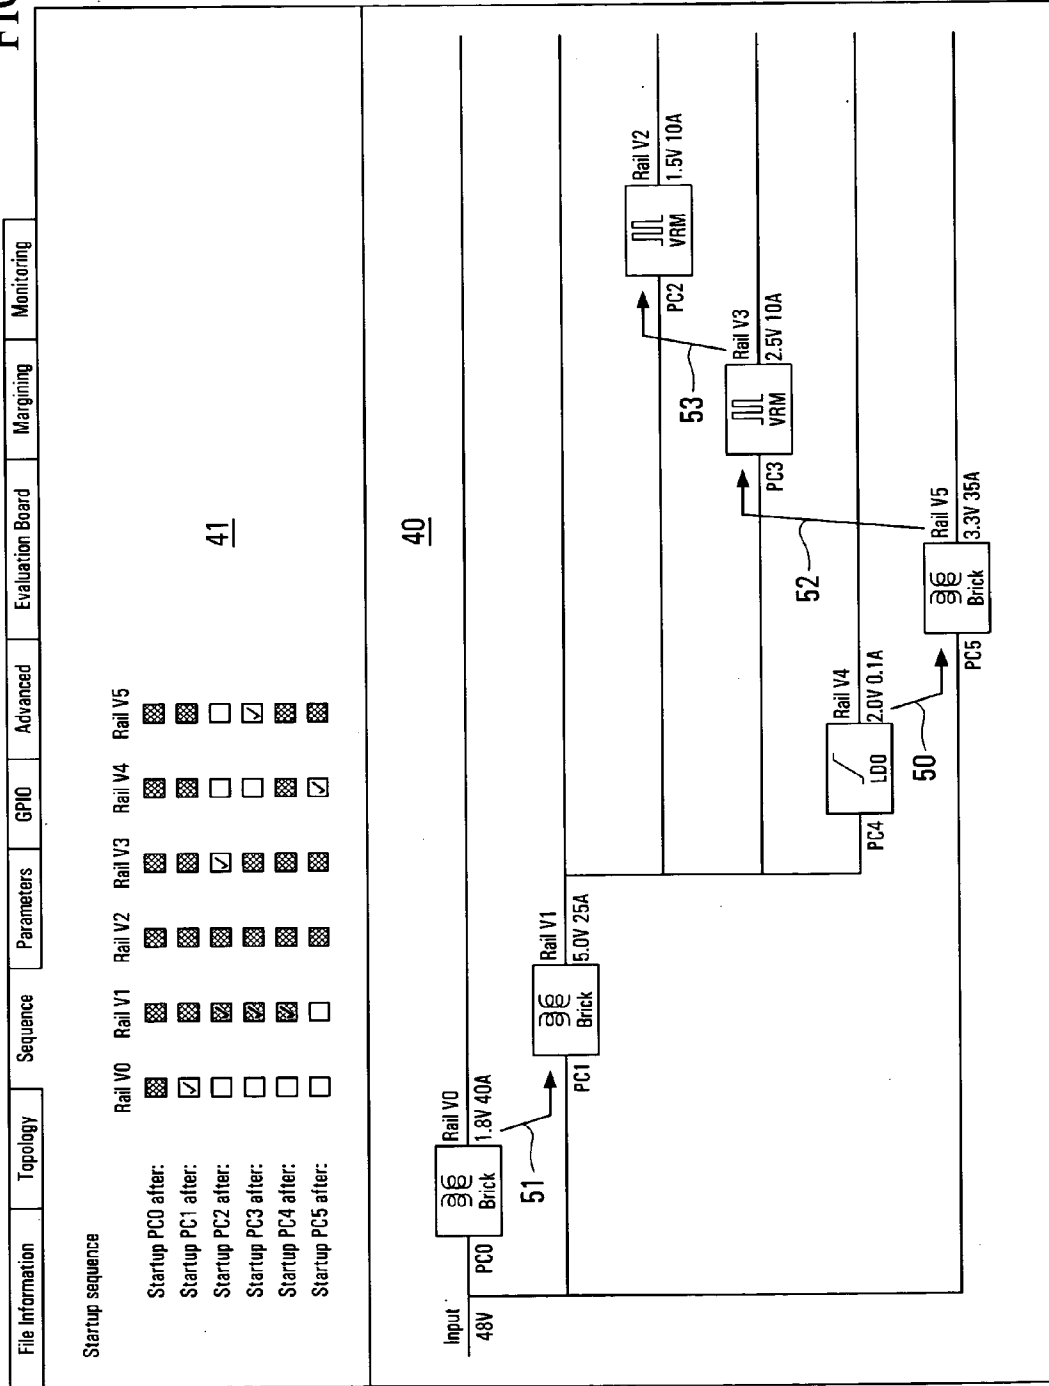 FIG
File Information Topology Sequence Parameters GPIO Advanced Evaluation Board Margining Monitoring
Startup sequence
Rail V0 Rail V1 Rail V2 Rail V3 Rail V4 Rail V5
Startup PC0 after:
Startup PC1 after:
Startup PC2 after:
Startup PC3 after:
Startup PC4 after:
Startup PC5 after:
41
40
Input
48V
PC0
Brick
Rail V0
1.8V 40A
51
PC1
Brick
Rail V1
5.0V 25A
PC2
VRM
Rail V2
1.5V 10A
53
PC3
VRM
Rail V3
2.5V 10A
52
PC4
LDO
Rail V4
2.0V 0.1A
50
PC5
Brick
Rail V5
3.3V 35A